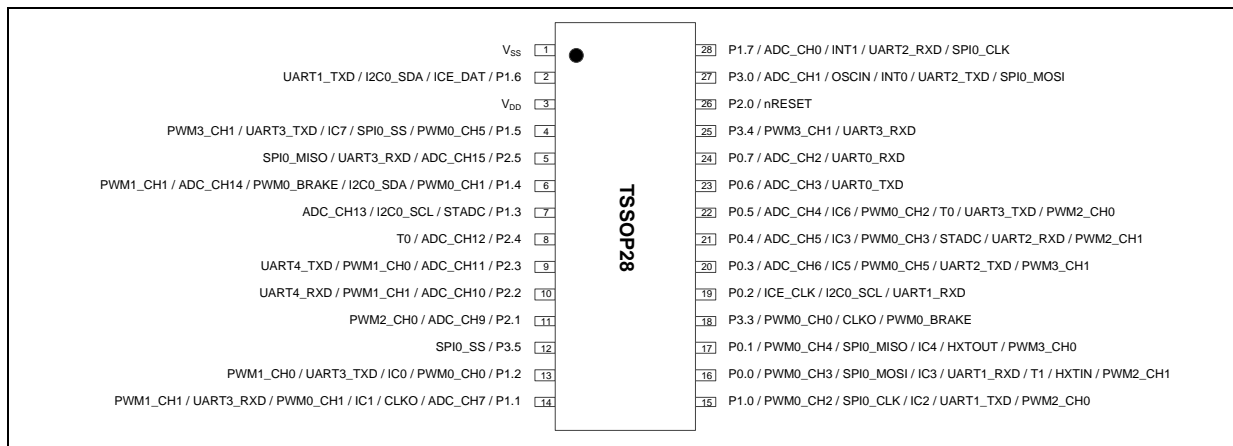 V_SS 1
UART1_TXD / I2C0_SDA / ICE_DAT / P1.6 2
V_DD 3
PWM3_CH1 / UART3_TXD / IC7 / SPI0_SS / PWM0_CH5 / P1.5 4
SPI0_MISO / UART3_RXD / ADC_CH15 / P2.5 5
PWM1_CH1 / ADC_CH14 / PWM0_BRAKE / I2C0_SDA / PWM0_CH1 / P1.4 6
ADC_CH13 / I2C0_SCL / STADC / P1.3 7
T0 / ADC_CH12 / P2.4 8
UART4_TXD / PWM1_CH0 / ADC_CH11 / P2.3 9
UART4_RXD / PWM1_CH1 / ADC_CH10 / P2.2 10
PWM2_CH0 / ADC_CH9 / P2.1 11
SPI0_SS / P3.5 12
PWM1_CH0 / UART3_TXD / IC0 / PWM0_CH0 / P1.2 13
PWM1_CH1 / UART3_RXD / PWM0_CH1 / IC1 / CLKO / ADC_CH7 / P1.1 14
TSSOP28
28 P1.7 / ADC_CH0 / INT1 / UART2_RXD / SPI0_CLK
27 P3.0 / ADC_CH1 / OSCIN / INT0 / UART2_TXD / SPI0_MOSI
26 P2.0 / nRESET
25 P3.4 / PWM3_CH1 / UART3_RXD
24 P0.7 / ADC_CH2 / UART0_RXD
23 P0.6 / ADC_CH3 / UART0_TXD
22 P0.5 / ADC_CH4 / IC6 / PWM0_CH2 / T0 / UART3_TXD / PWM2_CH0
21 P0.4 / ADC_CH5 / IC3 / PWM0_CH3 / STADC / UART2_RXD / PWM2_CH1
20 P0.3 / ADC_CH6 / IC5 / PWM0_CH5 / UART2_TXD / PWM3_CH1
19 P0.2 / ICE_CLK / I2C0_SCL / UART1_RXD
18 P3.3 / PWM0_CH0 / CLKO / PWM0_BRAKE
17 P0.1 / PWM0_CH4 / SPI0_MISO / IC4 / HXTOUT / PWM3_CH0
16 P0.0 / PWM0_CH3 / SPI0_MOSI / IC3 / UART1_RXD / T1 / HXTIN / PWM2_CH1
15 P1.0 / PWM0_CH2 / SPI0_CLK / IC2 / UART1_TXD / PWM2_CH0